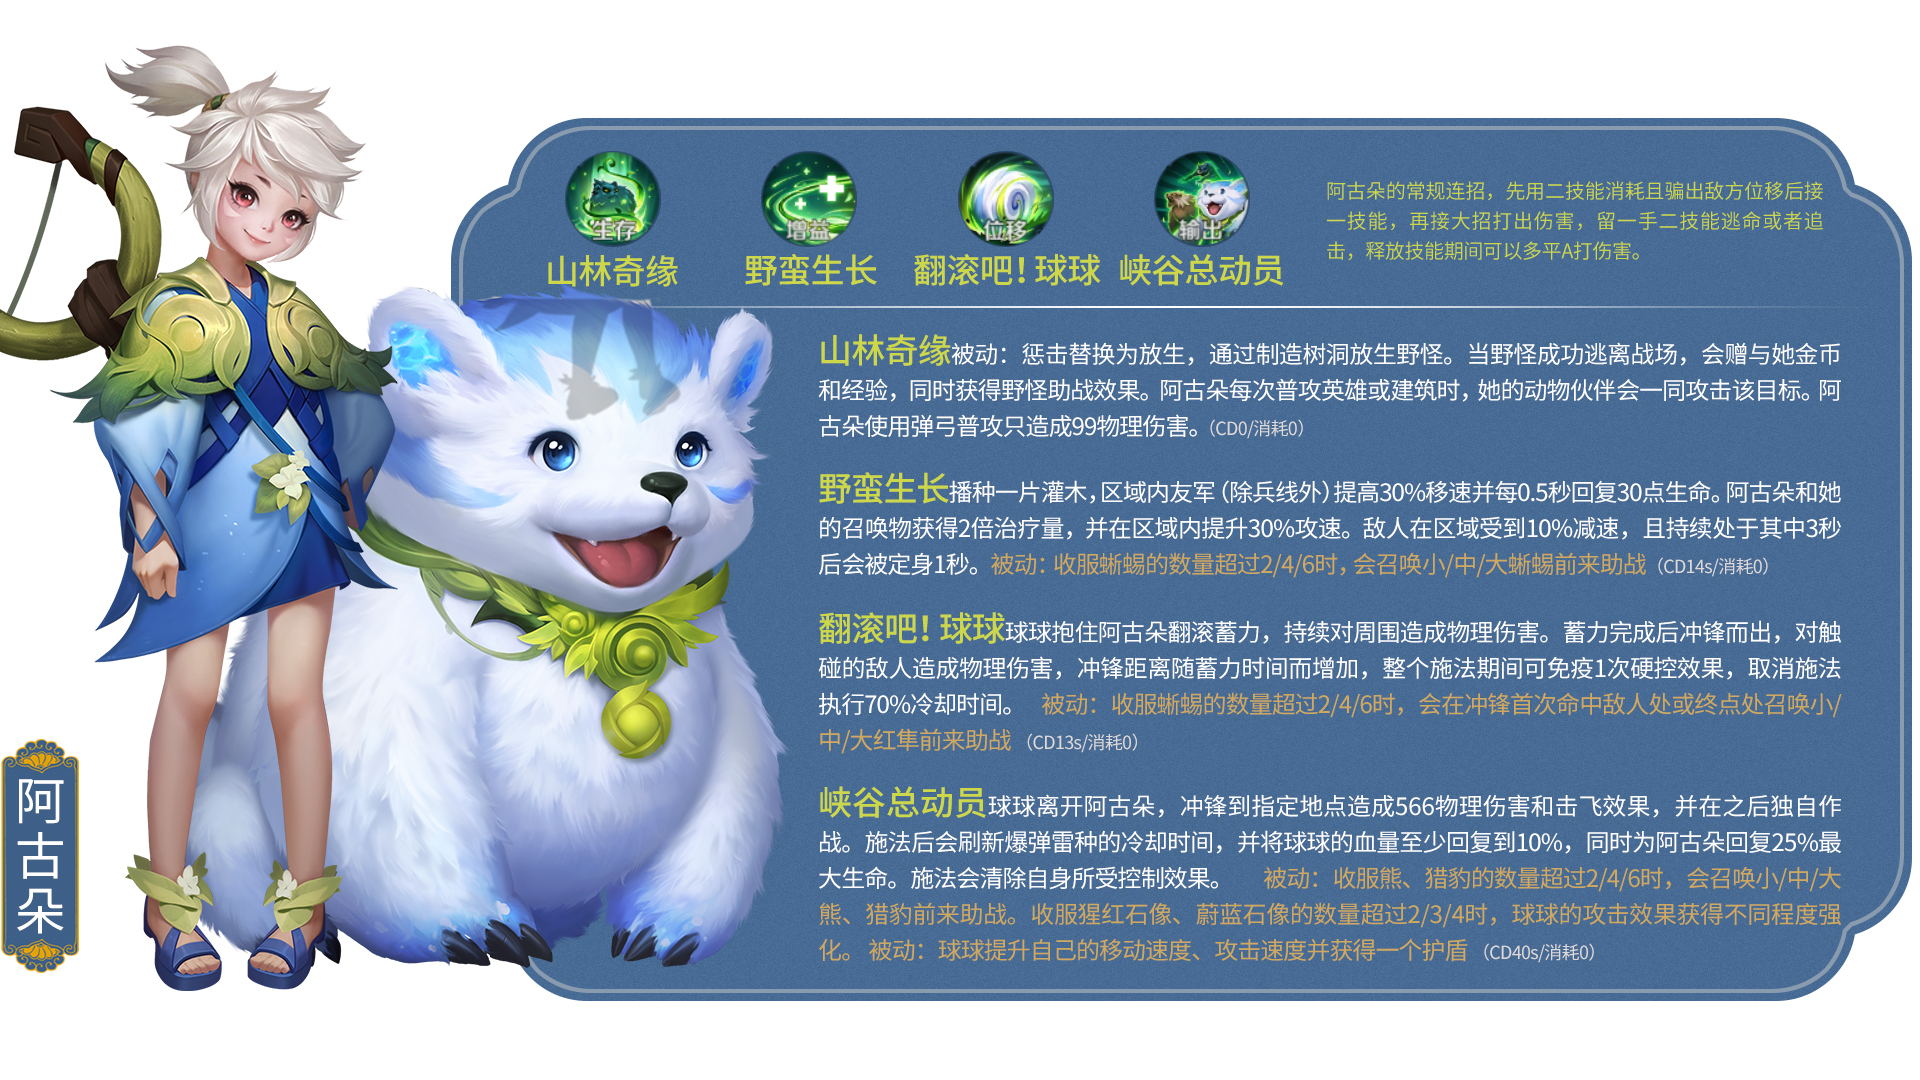 生存
增益
位移
输出
山林奇缘
野蛮生长
翻滚吧！球球
峡谷总动员
阿古朵的常规连招，先用二技能消耗且骗出敌方位移后接
一技能，再接大招打出伤害，留一手二技能逃命或者追
击，释放技能期间可以多平A打伤害。
山林奇缘被动：惩击替换为放生，通过制造树洞放生野怪。当野怪成功逃离战场，会赠与她金币
和经验，同时获得野怪助战效果。阿古朵每次普攻英雄或建筑时，她的动物伙伴会一同攻击该目标。阿
古朵使用弹弓普攻只造成99物理伤害。（CD0/消耗0）
野蛮生长播种一片灌木，区域内友军（除兵线外）提高30%移速并每0.5秒回复30点生命。阿古朵和她
的召唤物获得2倍治疗量，并在区域内提升30%攻速。敌人在区域受到10%减速，且持续处于其中3秒
后会被定身1秒。被动：收服蜥蜴的数量超过2/4/6时，会召唤小/中/大蜥蜴前来助战（CD14s/消耗0）
翻滚吧！球球球球抱住阿古朵翻滚蓄力，持续对周围造成物理伤害。蓄力完成后冲锋而出，对触
碰的敌人造成物理伤害，冲锋距离随蓄力时间而增加，整个施法期间可免疫1次硬控效果，取消施法
执行70%冷却时间。 被动：收服蜥蜴的数量超过2/4/6时，会在冲锋首次命中敌人处或终点处召唤小/
中/大红隼前来助战（CD13s/消耗0）
峡谷总动员球球离开阿古朵，冲锋到指定地点造成566物理伤害和击飞效果，并在之后独自作
战。施法后会刷新爆弹雷种的冷却时间，并将球球的血量至少回复到10%，同时为阿古朵回复25%最
大生命。施法会清除自身所受控制效果。 被动：收服熊、猎豹的数量超过2/4/6时，会召唤小/中/大
熊、猎豹前来助战。收服猩红石像、蔚蓝石像的数量超过2/3/4时，球球的攻击效果获得不同程度强
化。 被动：球球提升自己的移动速度、攻击速度并获得一个护盾（CD40s/消耗0）
阿古朵